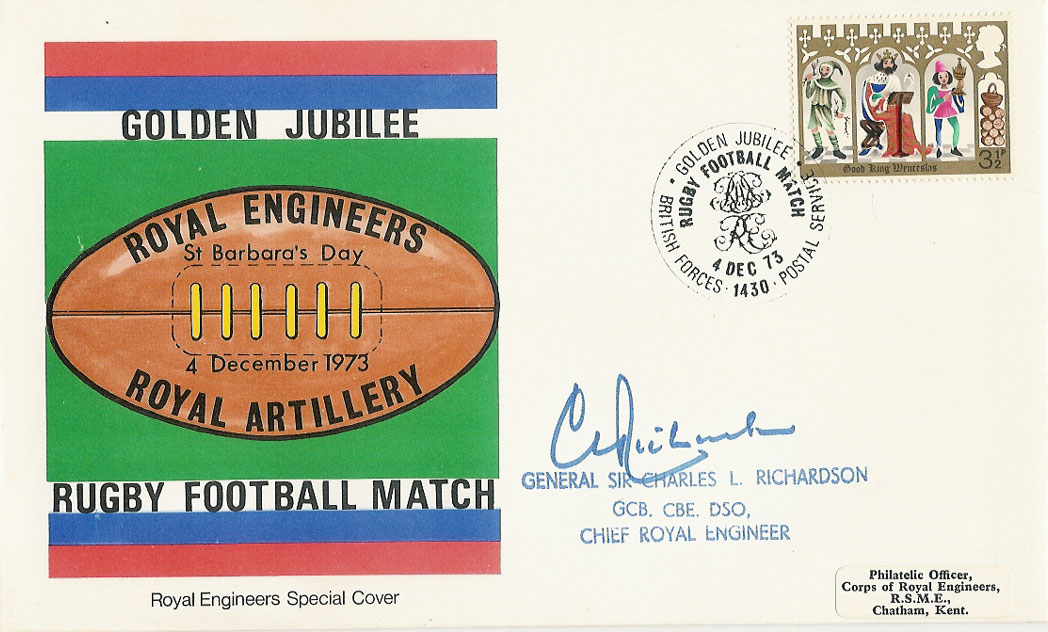 GOLDEN JUBILEE
ROYAL ENGINEERS
St Barbara's Day
4 December 1973
ROYAL ARTILLERY
RUGBY FOOTBALL MATCH
Royal Engineers Special Cover
· GOLDEN JUBILEE ·
RUGBY FOOTBALL MATCH
4 DEC 73
BRITISH FORCES · 1430 · POSTAL SERVICE
Good King Wenceslas
3½P
GENERAL SIR CHARLES L. RICHARDSON
GCB. CBE. DSO,
CHIEF ROYAL ENGINEER
Philatelic Officer,
Corps of Royal Engineers,
R.S.M.E.,
Chatham, Kent.